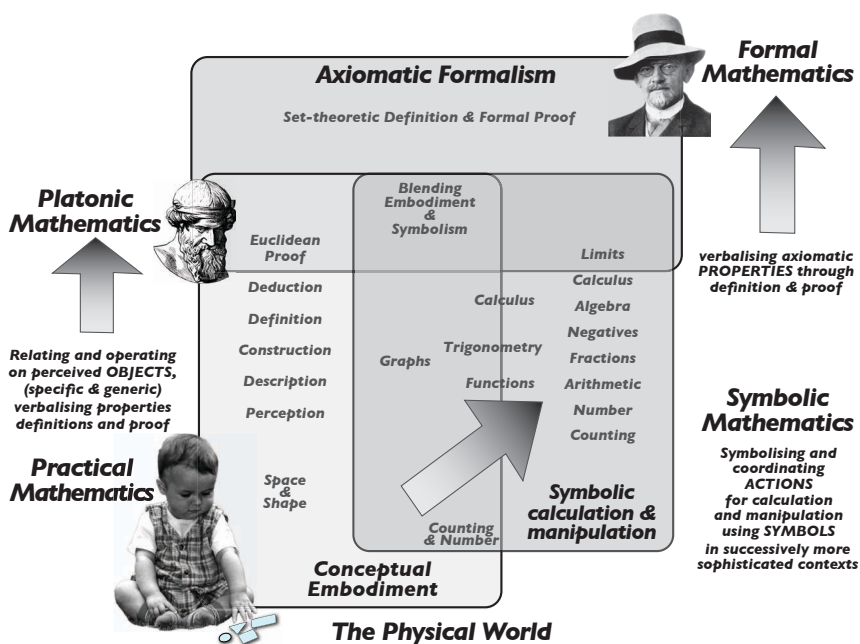 Axiomatic Formalism
Set-theoretic Definition & Formal Proof
Formal
Mathematics
Platonic
Mathematics
Blending
Embodiment
&
Symbolism
Euclidean
Proof
Deduction
Definition
Construction
Description
Perception
Space
&
Shape
Graphs
Calculus
Trigonometry
Functions
Limits
Calculus
Algebra
Negatives
Fractions
Arithmetic
Number
Counting
verbalising axiomatic
PROPERTIES through
definition & proof
Relating and operating
on perceived OBJECTS,
(specific & generic)
verbalising properties
definitions and proof
Practical
Mathematics
Symbolic
Mathematics
Symbolising and
coordinating
ACTIONS
for calculation
and manipulation
using SYMBOLS
in successively more
sophisticated contexts
Symbolic
calculation &
manipulation
Counting
& Number
Conceptual
Embodiment
The Physical World